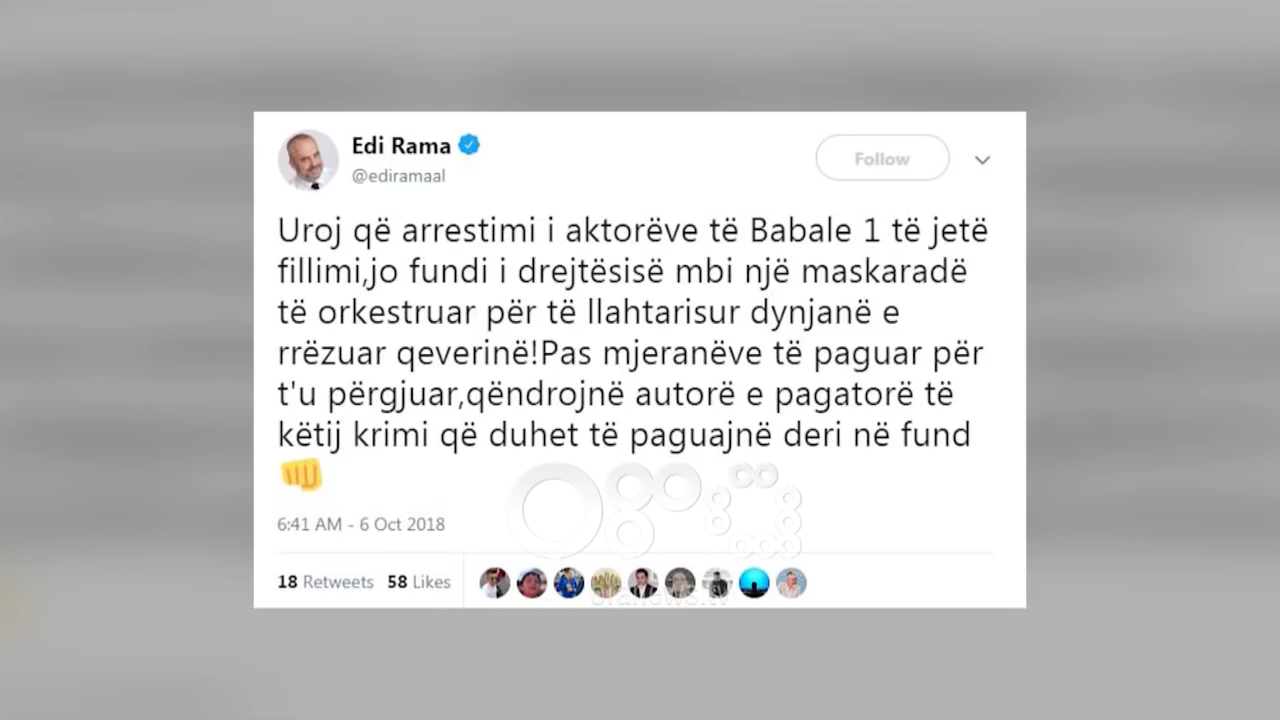 Edi Rama
@ediramaal
Follow
Uroj që arrestimi i aktorëve të Babale 1 të jetë
fillimi,jo fundi i drejtësisë mbi një maskaradë
të orkestruar për të llahtarisur dynjanë e
rrëzuar qeverinë!Pas mjeranëve të paguar për
t'u përgjuar,qëndrojnë autorë e pagatorë të
këtij krimi që duhet të paguajnë deri në fund
6:41 AM - 6 Oct 2018
18 Retweets 58 Likes
oranews.tv